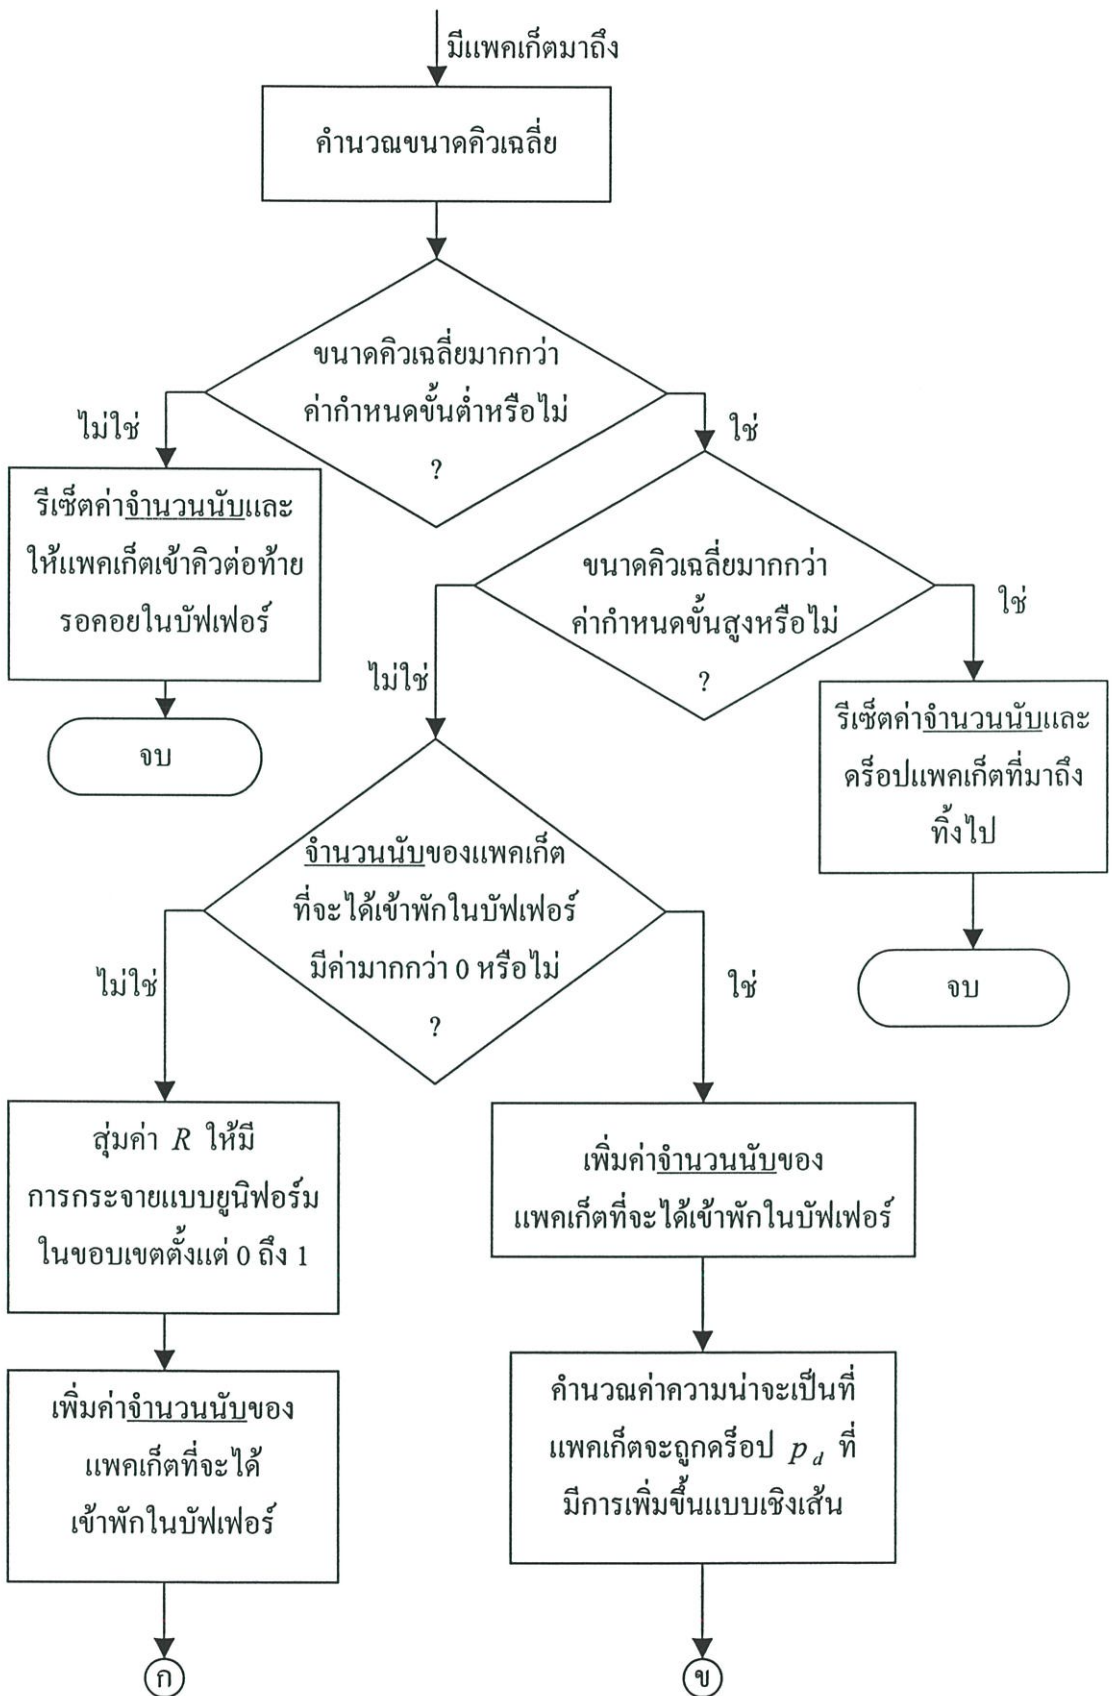 มีแพคเก็ตมาถึง
คำนวณขนาดคิวเฉลี่ย
ขนาดคิวเฉลี่ยมากกว่า
ค่ากำหนดขั้นต่ำหรือไม่
?
ไม่ใช่
ใช่
รีเซ็ตค่าจำนวนนับและ
ให้แพคเก็ตเข้าคิวต่อท้าย
รอคอยในบัฟเฟอร์
จบ
ขนาดคิวเฉลี่ยมากกว่า
ค่ากำหนดขั้นสูงหรือไม่
?
ไม่ใช่
ใช่
รีเซ็ตค่าจำนวนนับและ
ดร็อปแพคเก็ตที่มาถึง
ทิ้งไป
จบ
จำนวนนับของแพคเก็ต
ที่จะได้เข้าพักในบัฟเฟอร์
มีค่ามากกว่า 0 หรือไม่
?
ไม่ใช่
ใช่
สุ่มค่า R ให้มี
การกระจายแบบยูนิฟอร์ม
ในขอบเขตตั้งแต่ 0 ถึง 1
เพิ่มค่าจำนวนนับของ
แพคเก็ตที่จะได้
เข้าพักในบัฟเฟอร์
ก
เพิ่มค่าจำนวนนับของ
แพคเก็ตที่จะได้เข้าพักในบัฟเฟอร์
คำนวณค่าความน่าจะเป็นที่
แพคเก็ตจะถูกดร็อป p_d ที่
มีการเพิ่มขึ้นแบบเชิงเส้น
ข